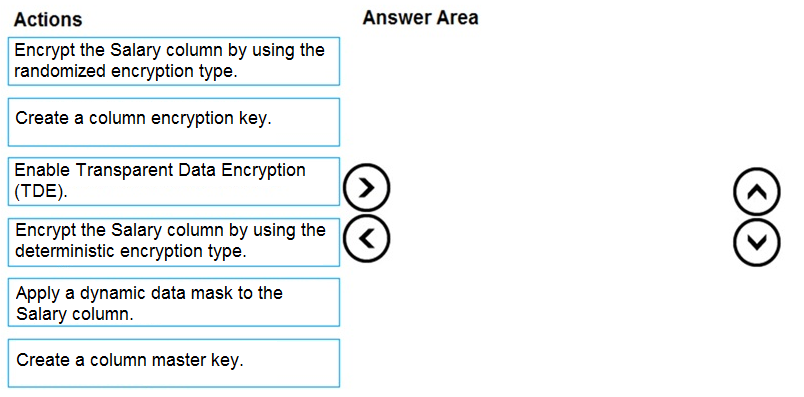 Actions
Answer Area
Encrypt the Salary column by using the
randomized encryption type.
Create a column encryption key.
Enable Transparent Data Encryption
(TDE).
Encrypt the Salary column by using the
deterministic encryption type.
Apply a dynamic data mask to the
Salary column.
Create a column master key.